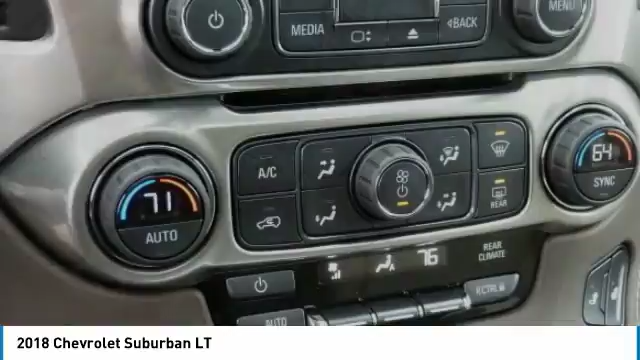 MENU
MEDIA
BACK
A/C
71
AUTO
REAR
64
SYNC
76
REAR
CLIMATE
AUTO
2018 Chevrolet Suburban LT